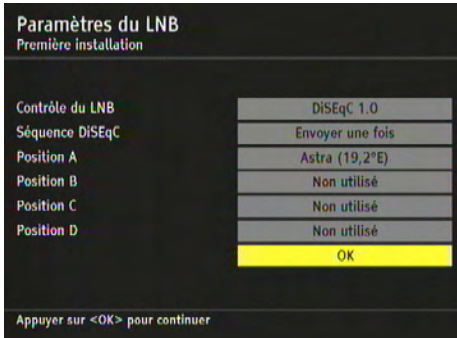 Paramètres du LNB
Première installation
Contrôle du LNB DiSEqC 1.0
Séquence DiSEqC Envoyer une fois
Position A Astra (19,2°E)
Position B Non utilisé
Position C Non utilisé
Position D Non utilisé
OK
Appuyer sur <OK> pour continuer